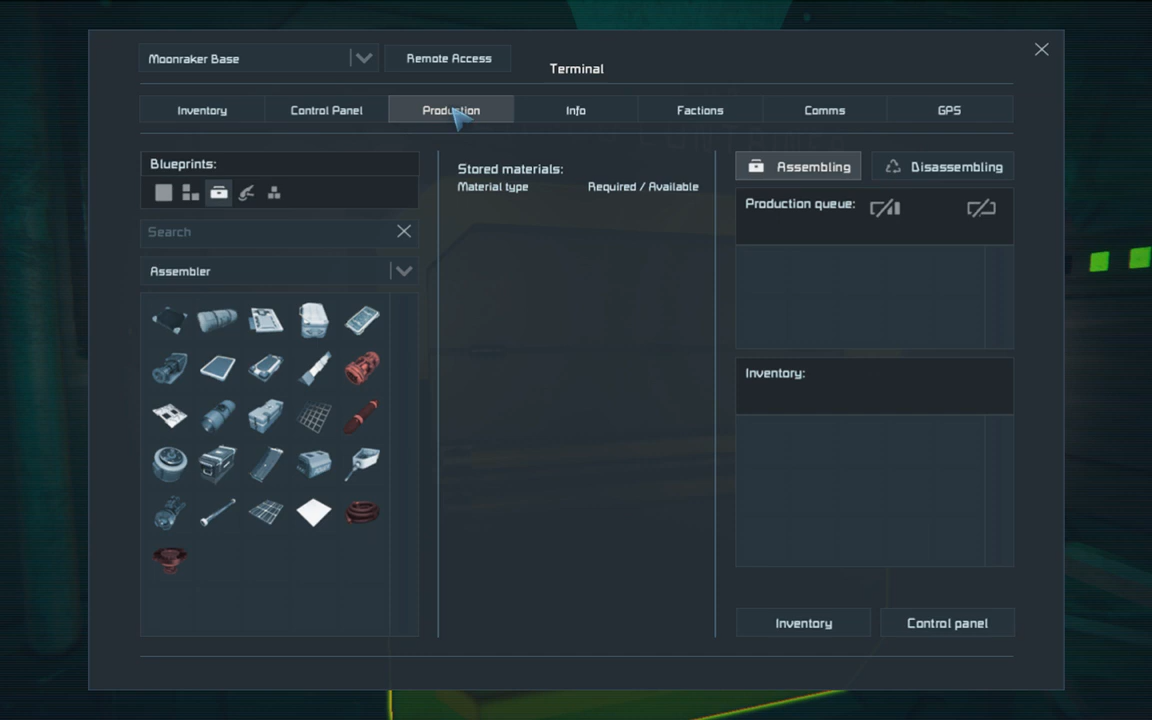 Moonraker Base
Remote Access
Terminal
Inventory
Control Panel
Production
Info
Factions
Comms
GPS
Blueprints:
Search
Assembler
Stored materials:
Material type
Required / Available
Assembling
Disassembling
Production queue:
Inventory:
Inventory
Control panel